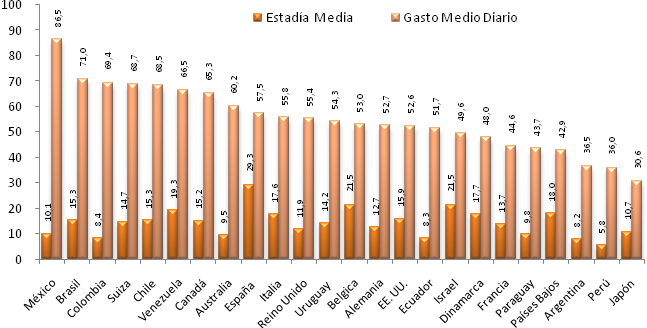 Estadía Media
Gasto Medio Diario
100
90
80
70
60
50
40
30
20
10
0
86,5
71,0
69,4
68,7
68,5
66,5
65,3
60,2
57,5
55,8
55,4
54,3
53,0
52,7
52,6
51,7
49,6
48,0
44,6
43,7
42,9
36,5
36,0
30,6
10,1
15,3
8,4
14,7
15,3
19,3
15,2
9,5
29,3
17,6
11,9
14,2
21,5
12,7
15,9
8,3
21,5
17,7
13,7
9,8
18,0
8,2
5,8
10,7
México
Brasil
Colombia
Suiza
Chile
Venezuela
Canadá
Australia
España
Italia
Reino Unido
Uruguay
Belgica
Alemania
EE. UU.
Ecuador
Israel
Dinamarca
Francia
Paraguay
Países Bajos
Argentina
Perú
Japón